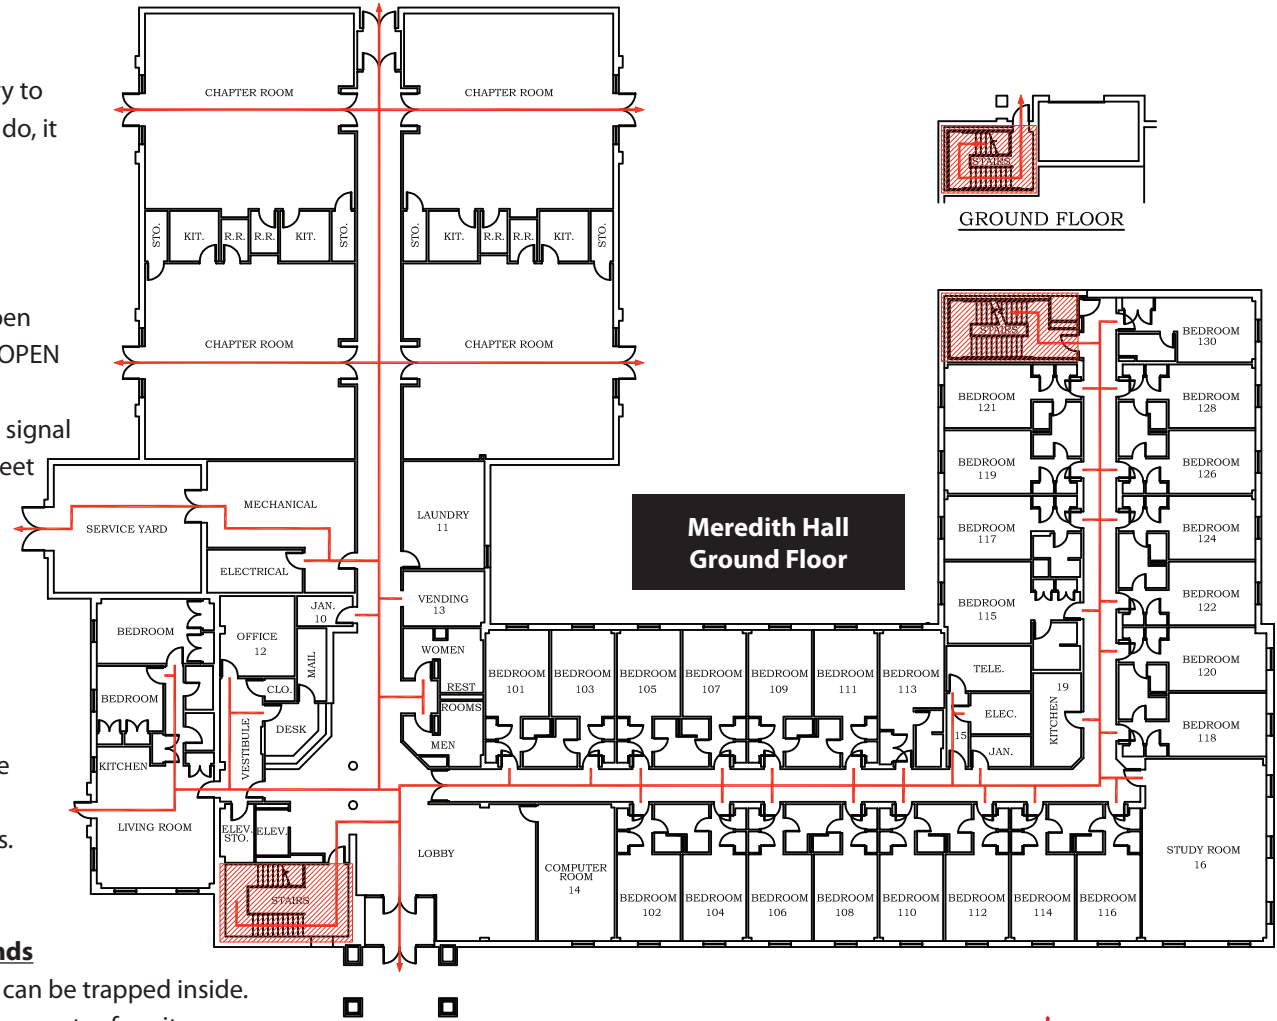 y to
do, it
pen
OPEN
signal
eet
e
s.
nds
can be trapped inside.
CHAPTER ROOM
CHAPTER ROOM
STO.
KIT.
R.R.
R.R.
KIT.
STO.
STO.
KIT.
R.R.
R.R.
KIT.
STO.
CHAPTER ROOM
CHAPTER ROOM
STAIRS
GROUND FLOOR
Meredith Hall
Ground Floor
SERVICE YARD
MECHANICAL
ELECTRICAL
LAUNDRY
11
VENDING
13
JAN.
10
OFFICE
12
MAIL
CLO.
DESK
VESTIBULE
BEDROOM
BEDROOM
KITCHEN
LIVING ROOM
ELEV.
STO.
ELEV.
STAIRS
WOMEN
REST
ROOMS
MEN
LOBBY
COMPUTER
ROOM
14
BEDROOM
101
BEDROOM
103
BEDROOM
105
BEDROOM
107
BEDROOM
109
BEDROOM
111
BEDROOM
113
TELE.
ELEC.
15
JAN.
KITCHEN
19
BEDROOM
102
BEDROOM
104
BEDROOM
106
BEDROOM
108
BEDROOM
110
BEDROOM
112
BEDROOM
114
BEDROOM
116
STUDY ROOM
16
STAIRS
BEDROOM
130
BEDROOM
121
BEDROOM
128
BEDROOM
119
BEDROOM
126
BEDROOM
117
BEDROOM
124
BEDROOM
115
BEDROOM
122
BEDROOM
120
BEDROOM
118